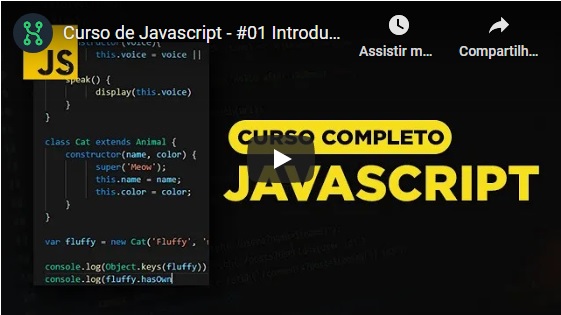 Curso de Javascript - #01 Introdu...
Assistir m...
Compartilh...
JS
constructor(voice){
this.voice = voice ||
speak() {
display(this.voice)
}
}
class Cat extends Animal {
constructor(name, color) {
super('Meow');
this.name = name;
this.color = color;
}
}
var fluffy = new Cat('Fluffy', '
console.log(Object.keys(fluffy))
console.log(fluffy.hasOwn
CURSO COMPLETO
JAVASCRIPT